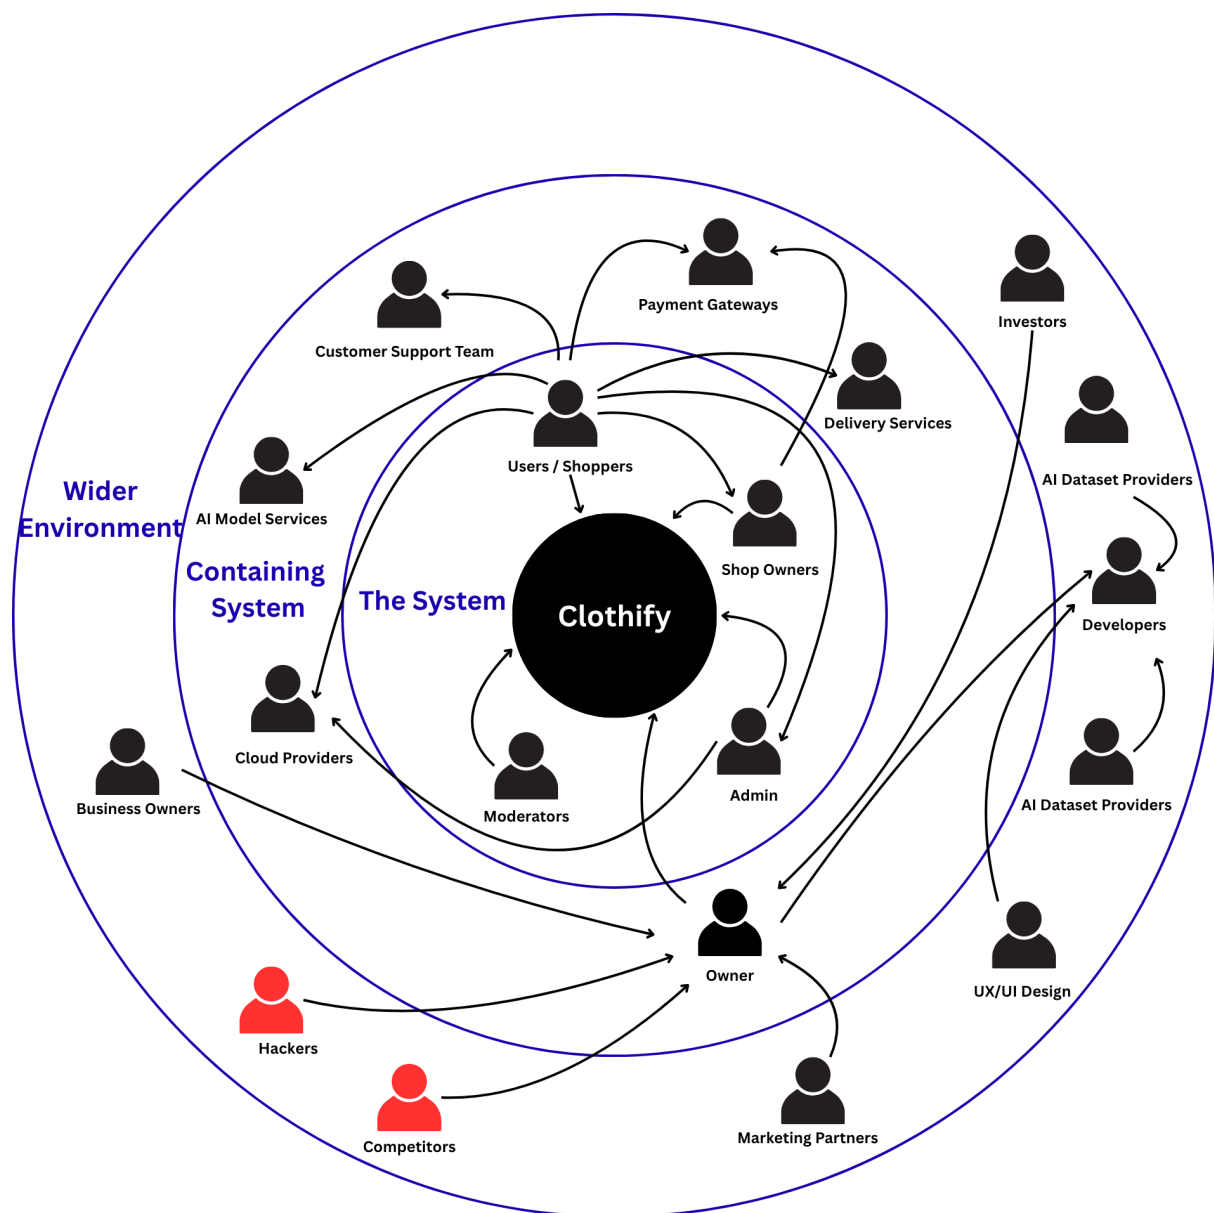 Payment Gateways
Investors
Customer Support Team
Delivery Services
Users / Shoppers
AI Dataset Providers
Wider
Environment
AI Model Services
Containing
System
The System
Clothify
Shop Owners
Developers
Cloud Providers
Business Owners
Moderators
Admin
AI Dataset Providers
Owner
UX/UI Design
Hackers
Competitors
Marketing Partners